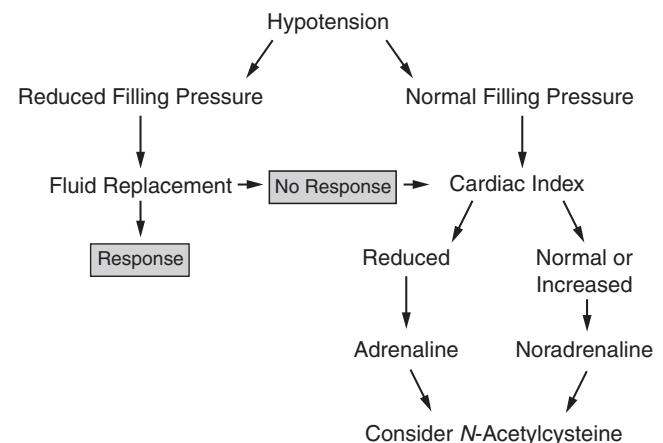 Hypotension
Reduced Filling Pressure
Normal Filling Pressure
Fluid Replacement
No Response
Cardiac Index
Response
Reduced
Normal or
Increased
Adrenaline
Noradrenaline
Consider N-Acetylcysteine